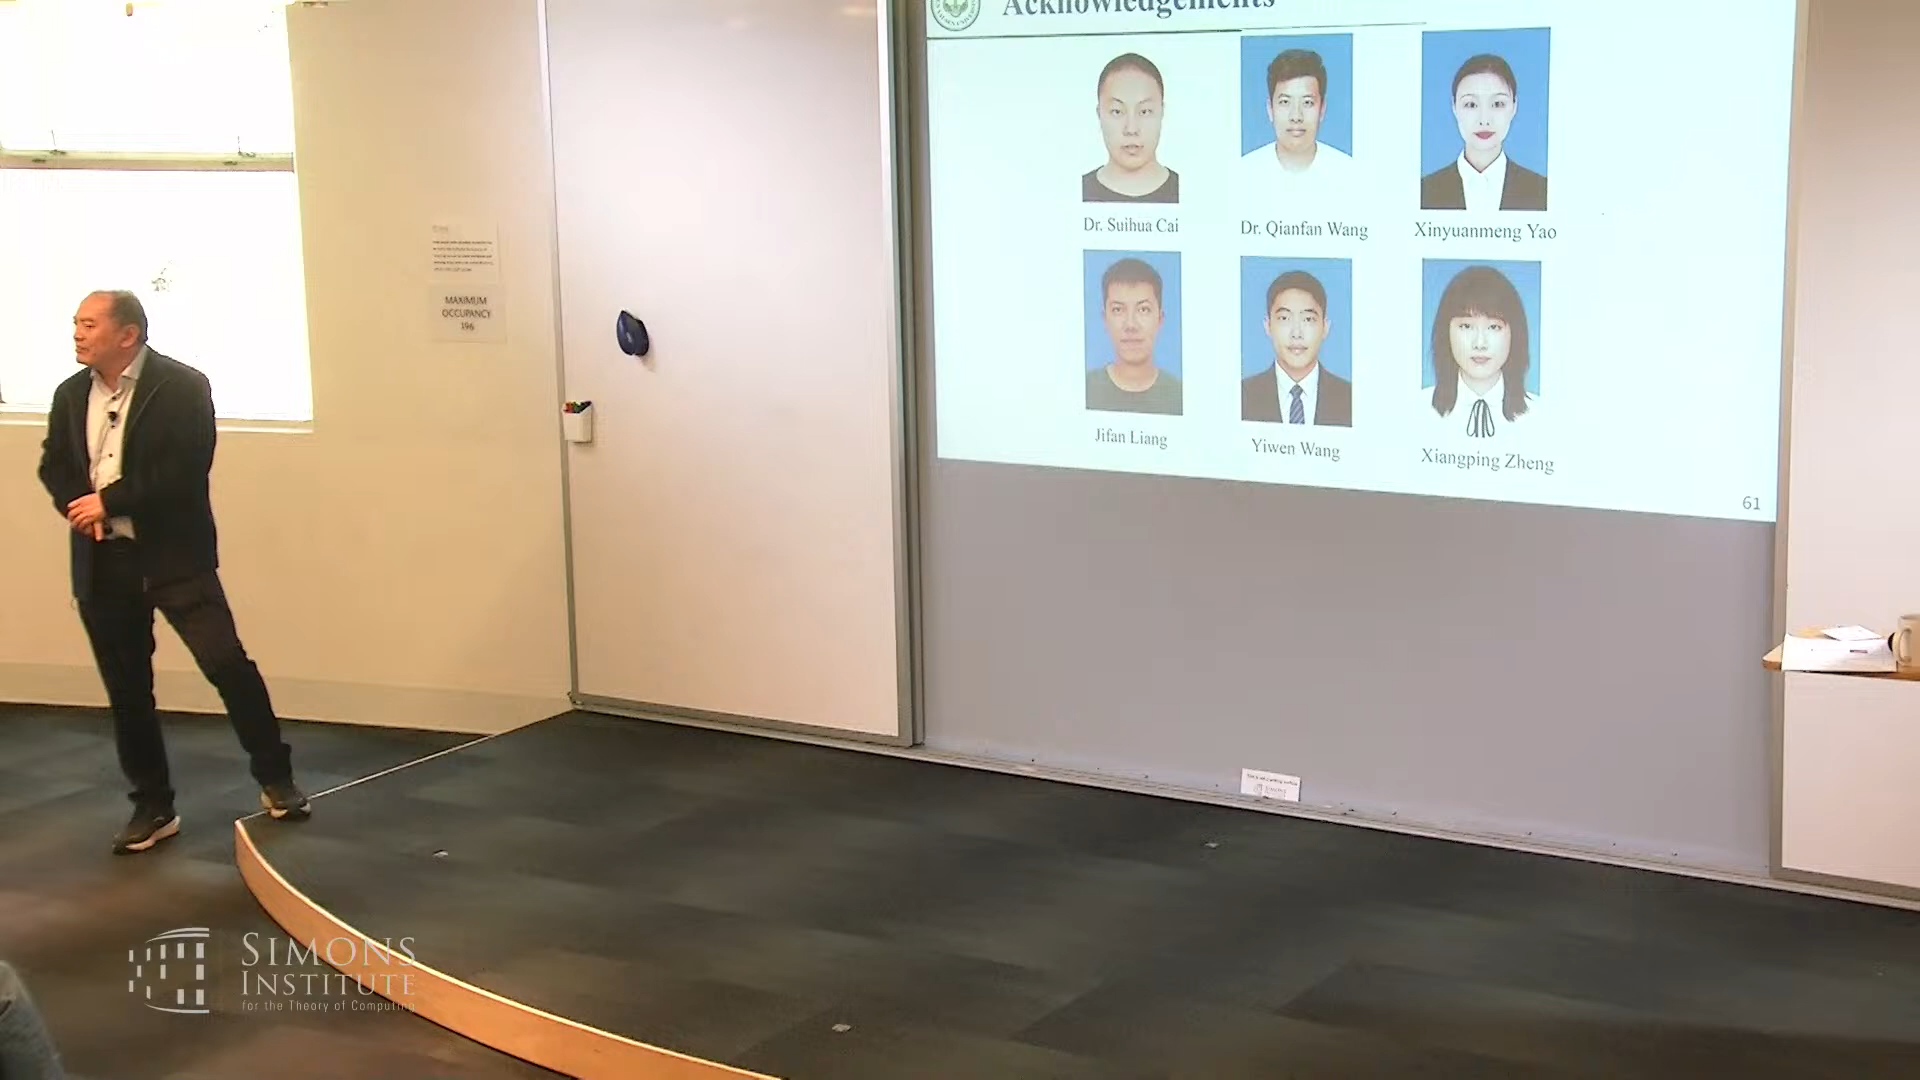 Acknowledgements
Dr. Suihua Cai
Dr. Qianfan Wang
Xinyuanmeng Yao
Jifan Liang
Yiwen Wang
Xiangping Zheng
61
MAXIMUM
OCCUPANCY
196
SIMONS
INSTITUTE
for the Theory of Computing